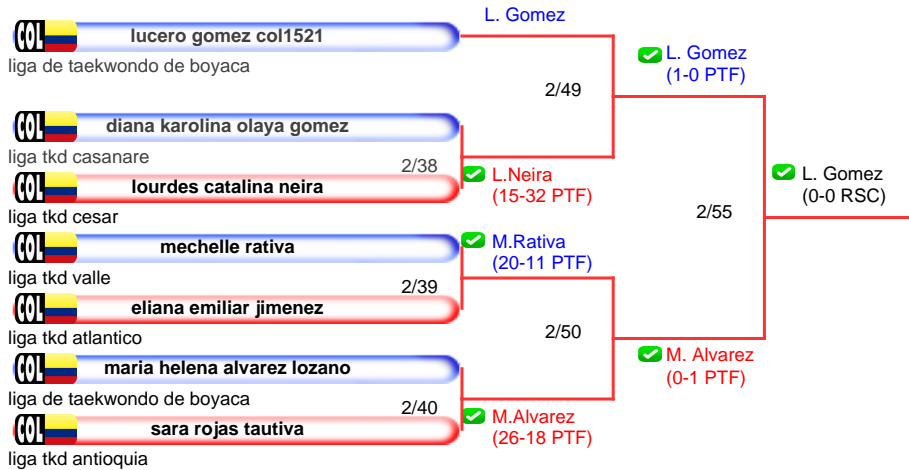 L. Gomez
COL lucero gomez col1521
liga de taekwondo de boyaca
L. Gomez
(1-0 PTF)
2/49
COL diana karolina olaya gomez
liga tkd casanare
2/38
COL lourdes catalina neira
liga tkd cesar
L.Neira
(15-32 PTF)
L. Gomez
(0-0 RSC)
2/55
COL mechelle rativa
liga tkd valle
M.Rativa
(20-11 PTF)
2/39
COL eliana emiliar jimenez
liga tkd atlantico
2/50
COL maria helena alvarez lozano
liga de taekwondo de boyaca
M. Alvarez
(0-1 PTF)
2/40
COL sara rojas tautiva
liga tkd antioquia
M.Alvarez
(26-18 PTF)